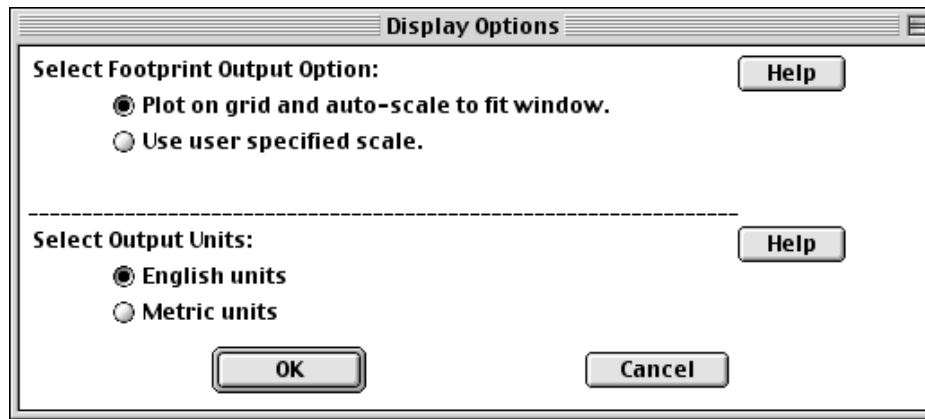 Display Options
Select Footprint Output Option:
Help
Plot on grid and auto-scale to fit window.
Use user specified scale.
Select Output Units:
Help
English units
Metric units
OK
Cancel